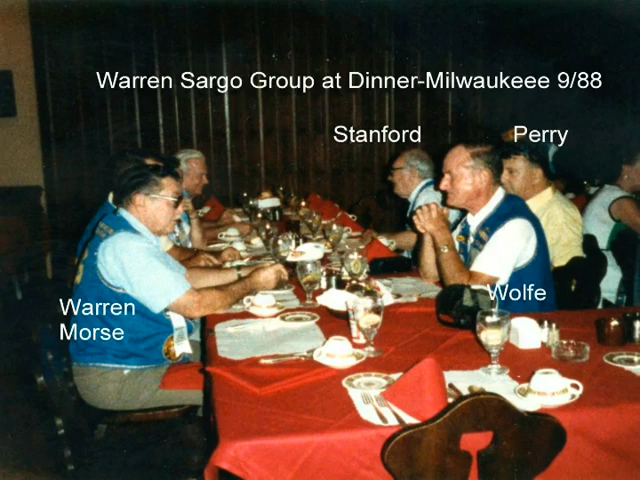 Warren Sargo Group at Dinner-Milwaukeee 9/88
Stanford
Perry
Wolfe
Warren
Morse